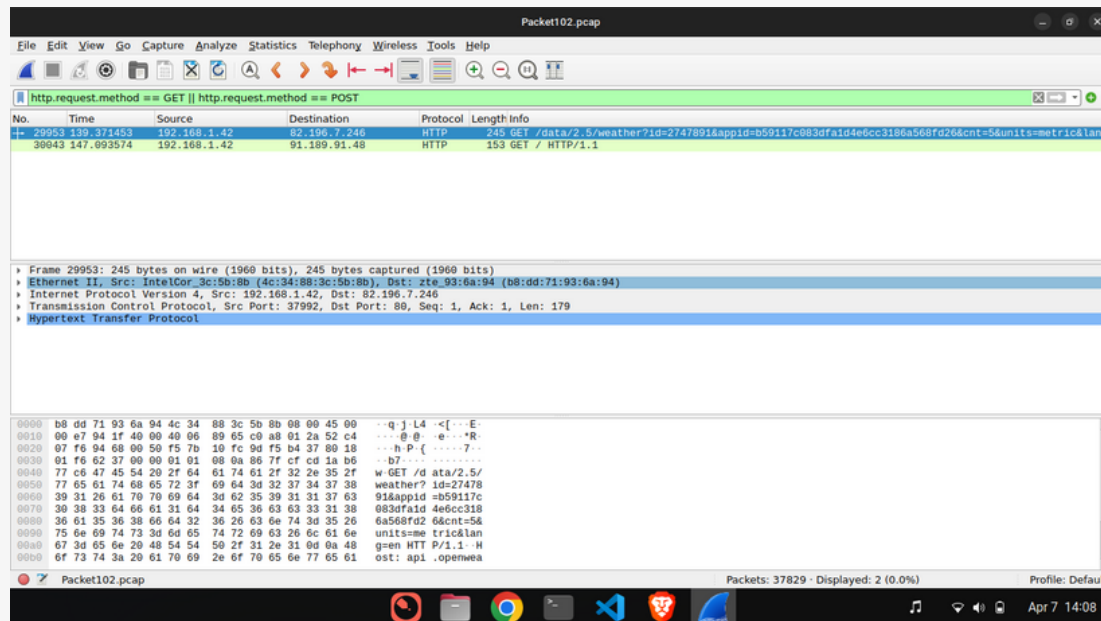 Packet102.pcap
File Edit View Go Capture Analyze Statistics Telephony Wireless Tools Help
http.request.method == GET || http.request.method == POST
No. Time Source Destination Protocol Length Info
29953 139.371453 192.168.1.42 82.196.7.246 HTTP 245 GET /data/2.5/weather?id=2747891&appid=b59117c083dfa1d4e6cc3186a568fd26&cnt=5&units=metric&lan
30043 147.093574 192.168.1.42 91.189.91.48 HTTP 153 GET / HTTP/1.1
Frame 29953: 245 bytes on wire (1960 bits), 245 bytes captured (1960 bits)
Ethernet II, Src: IntelCor_3c:5b:8b (4c:34:88:3c:5b:8b), Dst: zte_93:6a:94 (b8:dd:71:93:6a:94)
Internet Protocol Version 4, Src: 192.168.1.42, Dst: 82.196.7.246
Transmission Control Protocol, Src Port: 37992, Dst Port: 80, Seq: 1, Ack: 1, Len: 179
Hypertext Transfer Protocol
0000 b8 dd 71 93 6a 94 4c 34 88 3c 5b 8b 08 00 45 00 ··q·j·L4 ·<[···E·
0010 00 e7 94 1f 40 00 40 06 89 65 c0 a8 01 2a 52 c4 ····@·@· ·e···*R·
0020 07 f6 94 68 00 50 f5 7b 10 fc 9d f5 b4 37 80 18 ···h·P·{ ·····7··
0030 01 f6 62 37 00 00 01 01 08 0a 86 7f cf cd 1a b6 ··b7···· ········
0040 77 c6 47 45 54 20 2f 64 61 74 61 2f 32 2e 35 2f w·GET /d ata/2.5/
0050 77 65 61 74 68 65 72 3f 69 64 3d 32 37 34 37 38 weather? id=27478
0060 39 31 26 61 70 70 69 64 3d 62 35 39 31 31 37 63 91&appid =b59117c
0070 30 38 33 64 66 61 31 64 34 65 36 63 63 33 31 38 083dfa1d 4e6cc318
0080 36 61 35 36 38 66 64 32 36 26 63 6e 74 3d 35 26 6a568fd2 6&cnt=5&
0090 75 6e 69 74 73 3d 6d 65 74 72 69 63 26 6c 61 6e units=me tric&lan
00a0 67 3d 65 6e 20 48 54 54 50 2f 31 2e 31 0d 0a 48 g=en HTT P/1.1··H
00b0 6f 73 74 3a 20 61 70 69 2e 6f 70 65 6e 77 65 61 ost: api .openwea
Packet102.pcap Packets: 37829 · Displayed: 2 (0.0%) Profile: Defau
Apr 7 14:08